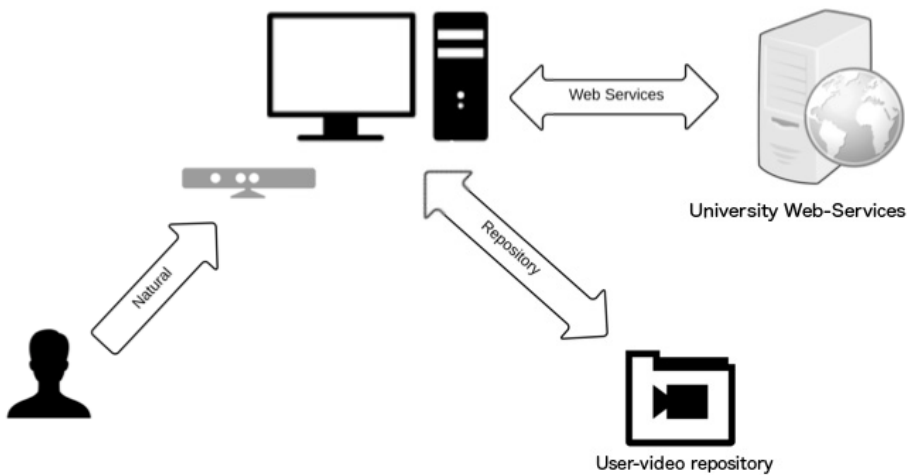 Web Services
University Web-Services
Repository
Natural
User-video repository